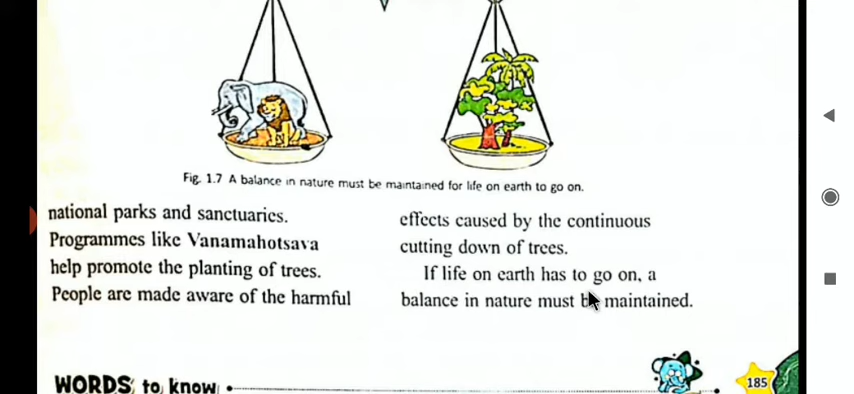 Fig. 1.7 A balance in nature must be maintained for life on earth to go on.
national parks and sanctuaries.
Programmes like Vanamahotsava
help promote the planting of trees.
People are made aware of the harmful
effects caused by the continuous
cutting down of trees.
If life on earth has to go on, a
balance in nature must be maintained.
WORDS to know
185